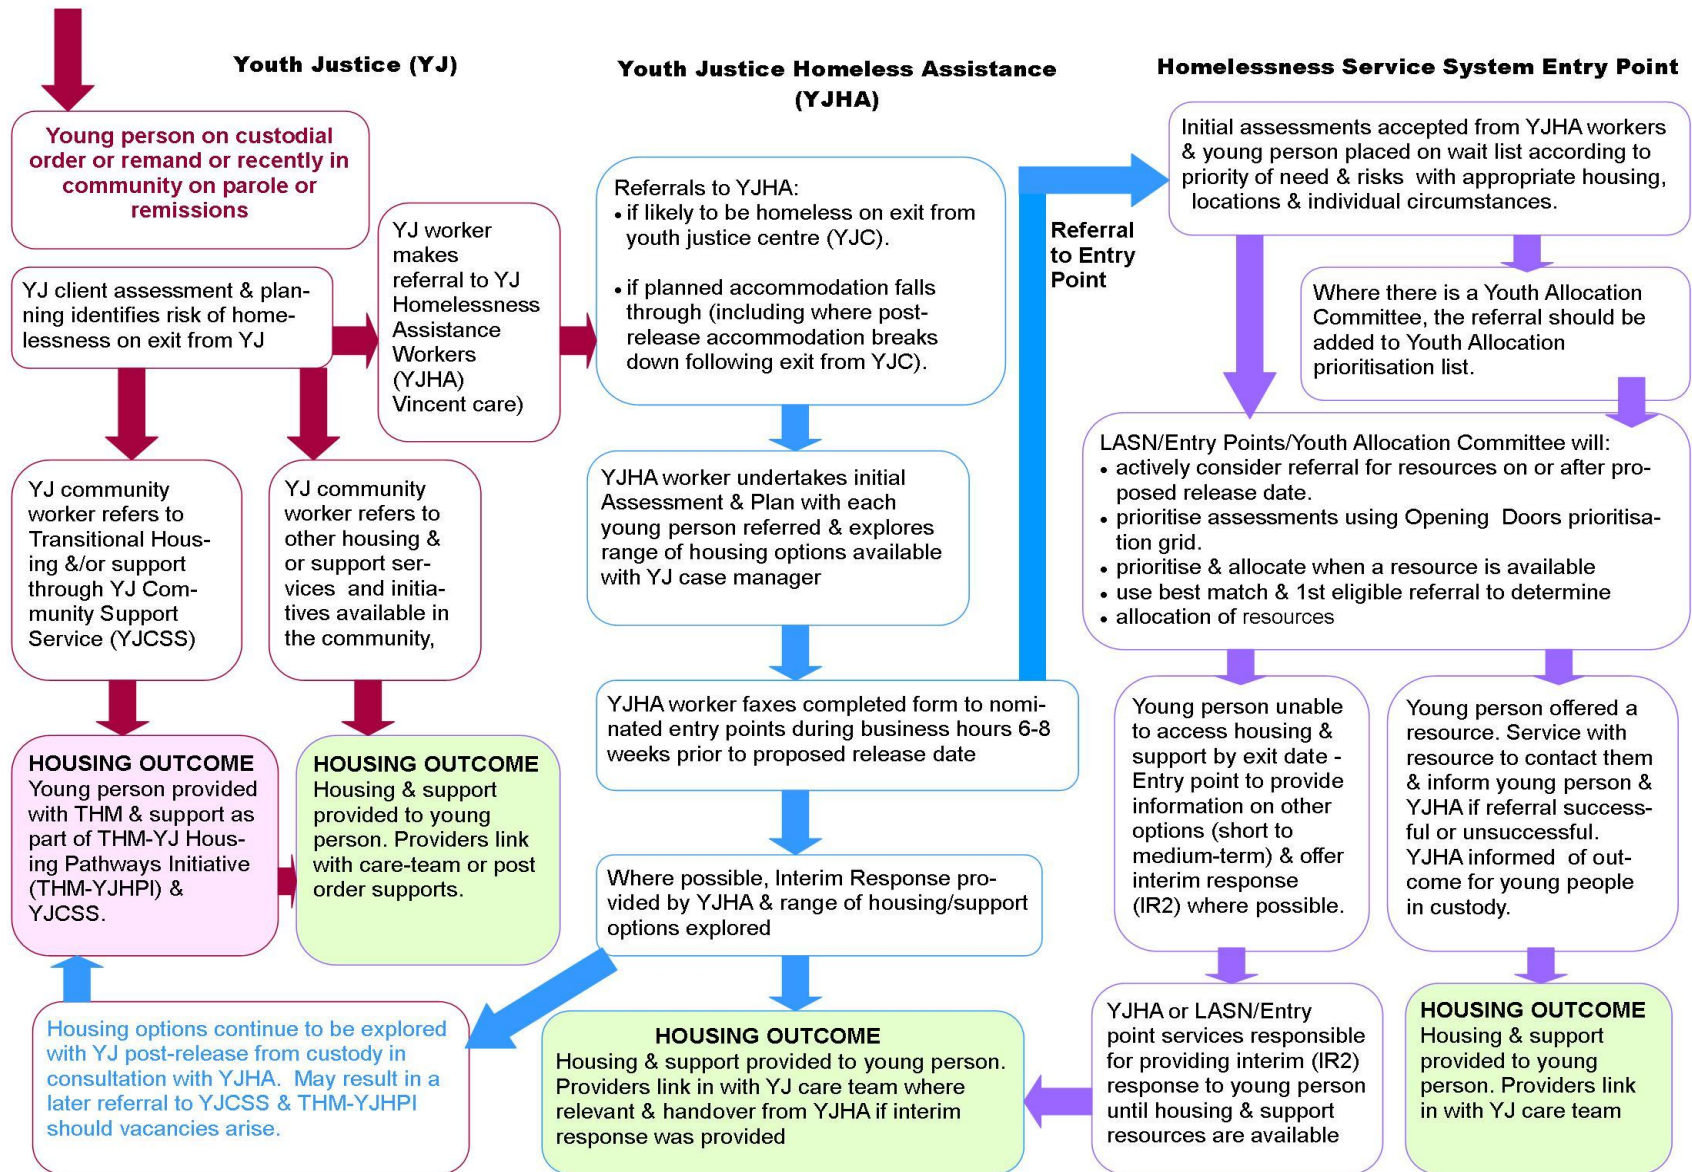 Youth Justice (YJ)
Young person on custodial
order or remand or recently in
community on parole or
remissions
YJ client assessment & plan-
ning identifies risk of home-
lessness on exit from YJ
YJ worker
makes
referral to YJ
Homelessness
Assistance
Workers
(YJHA)
Vincent care)
YJ community
worker refers to
Transitional Hous-
ing &/or support
through YJ Com-
munity Support
Service (YJCSS)
YJ community
worker refers to
other housing &
or support ser-
vices and initia-
tives available in
the community,
HOUSING OUTCOME
Young person provided
with THM & support as
part of THM-YJ Hous-
ing Pathways Initiative
(THM-YJHPI) &
YJCSS.
HOUSING OUTCOME
Housing & support
provided to young
person. Providers link
with care-team or post
order supports.
Housing options continue to be explored
with YJ post-release from custody in
consultation with YJHA. May result in a
later referral to YJCSS & THM-YJHPI
should vacancies arise.
Youth Justice Homeless Assistance
(YJHA)
Referrals to YJHA:
• if likely to be homeless on exit from
youth justice centre (YJC).
• if planned accommodation falls
through (including where post-
release accommodation breaks
down following exit from YJC).
YJHA worker undertakes initial
Assessment & Plan with each
young person referred & explores
range of housing options available
with YJ case manager
YJHA worker faxes completed form to nomi-
nated entry points during business hours 6-8
weeks prior to proposed release date
Where possible, Interim Response pro-
vided by YJHA & range of housing/support
options explored
HOUSING OUTCOME
Housing & support provided to young person.
Providers link in with YJ care team where
relevant & handover from YJHA if interim
response was provided
Referral
to Entry
Point
Homelessness Service System Entry Point
Initial assessments accepted from YJHA workers
& young person placed on wait list according to
priority of need & risks with appropriate housing,
locations & individual circumstances.
Where there is a Youth Allocation
Committee, the referral should be
added to Youth Allocation
prioritisation list.
LASN/Entry Points/Youth Allocation Committee will:
• actively consider referral for resources on or after pro-
posed release date.
• prioritise assessments using Opening Doors prioritisa-
tion grid.
• prioritise & allocate when a resource is available
• use best match & 1st eligible referral to determine
• allocation of resources
Young person unable
to access housing &
support by exit date -
Entry point to provide
information on other
options (short to
medium-term) & offer
interim response
(IR2) where possible.
Young person offered a
resource. Service with
resource to contact them
& inform young person &
YJHA if referral success-
ful or unsuccessful.
YJHA informed of out-
come for young people
in custody.
YJHA or LASN/Entry
point services responsible
for providing interim (IR2)
response to young person
until housing & support
resources are available
HOUSING OUTCOME
Housing & support
provided to young
person. Providers link
in with YJ care team